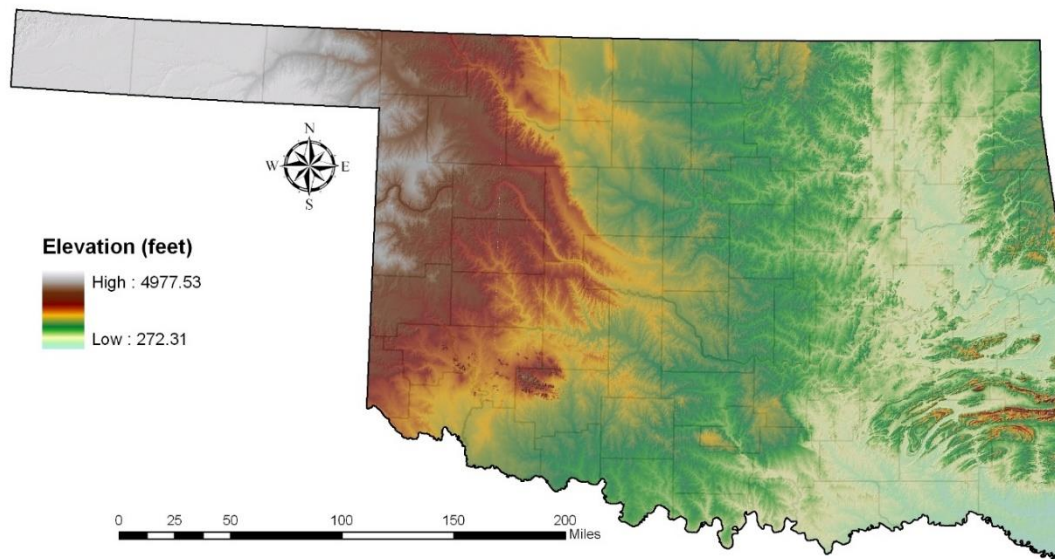 N
W E
S
Elevation (feet)
High : 4977.53
Low : 272.31
0 25 50 100 150 200
Miles